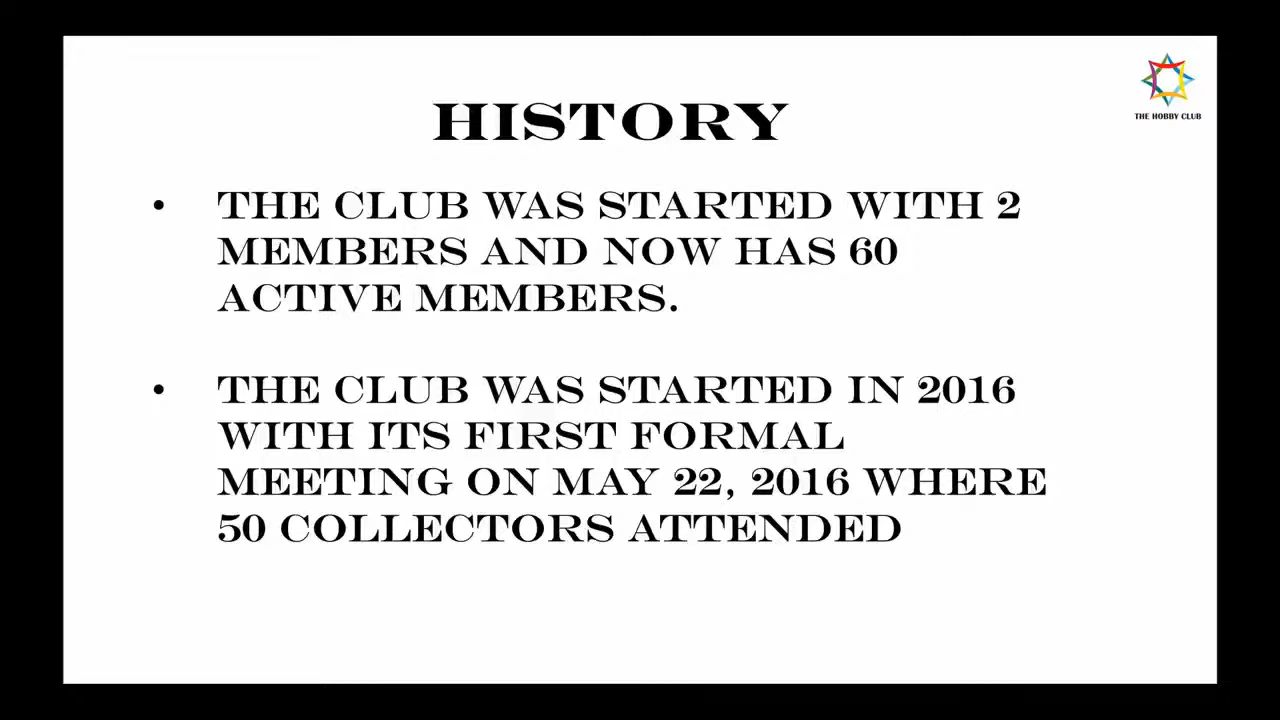 THE HOBBY CLUB
HISTORY
• THE CLUB WAS STARTED WITH 2
MEMBERS AND NOW HAS 60
ACTIVE MEMBERS.
• THE CLUB WAS STARTED IN 2016
WITH ITS FIRST FORMAL
MEETING ON MAY 22, 2016 WHERE
50 COLLECTORS ATTENDED